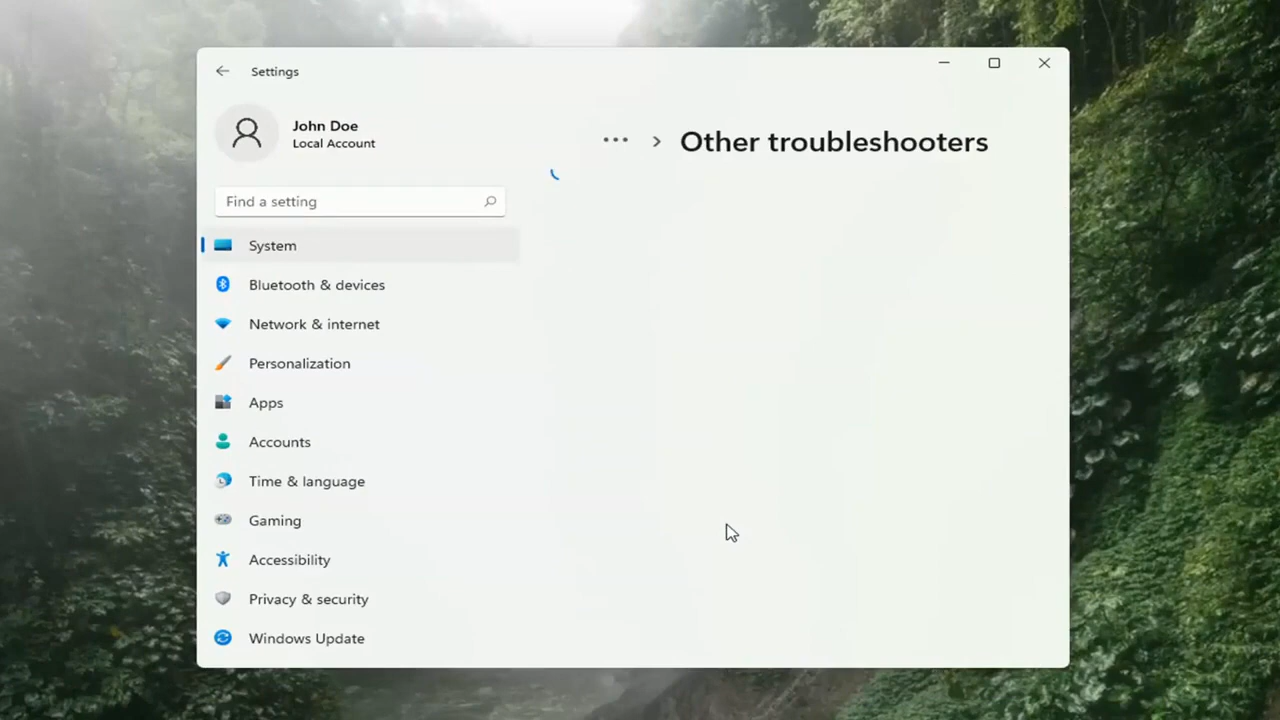 Settings
John Doe
Local Account
... > Other troubleshooters
Find a setting
System
Bluetooth & devices
Network & internet
Personalization
Apps
Accounts
Time & language
Gaming
Accessibility
Privacy & security
Windows Update